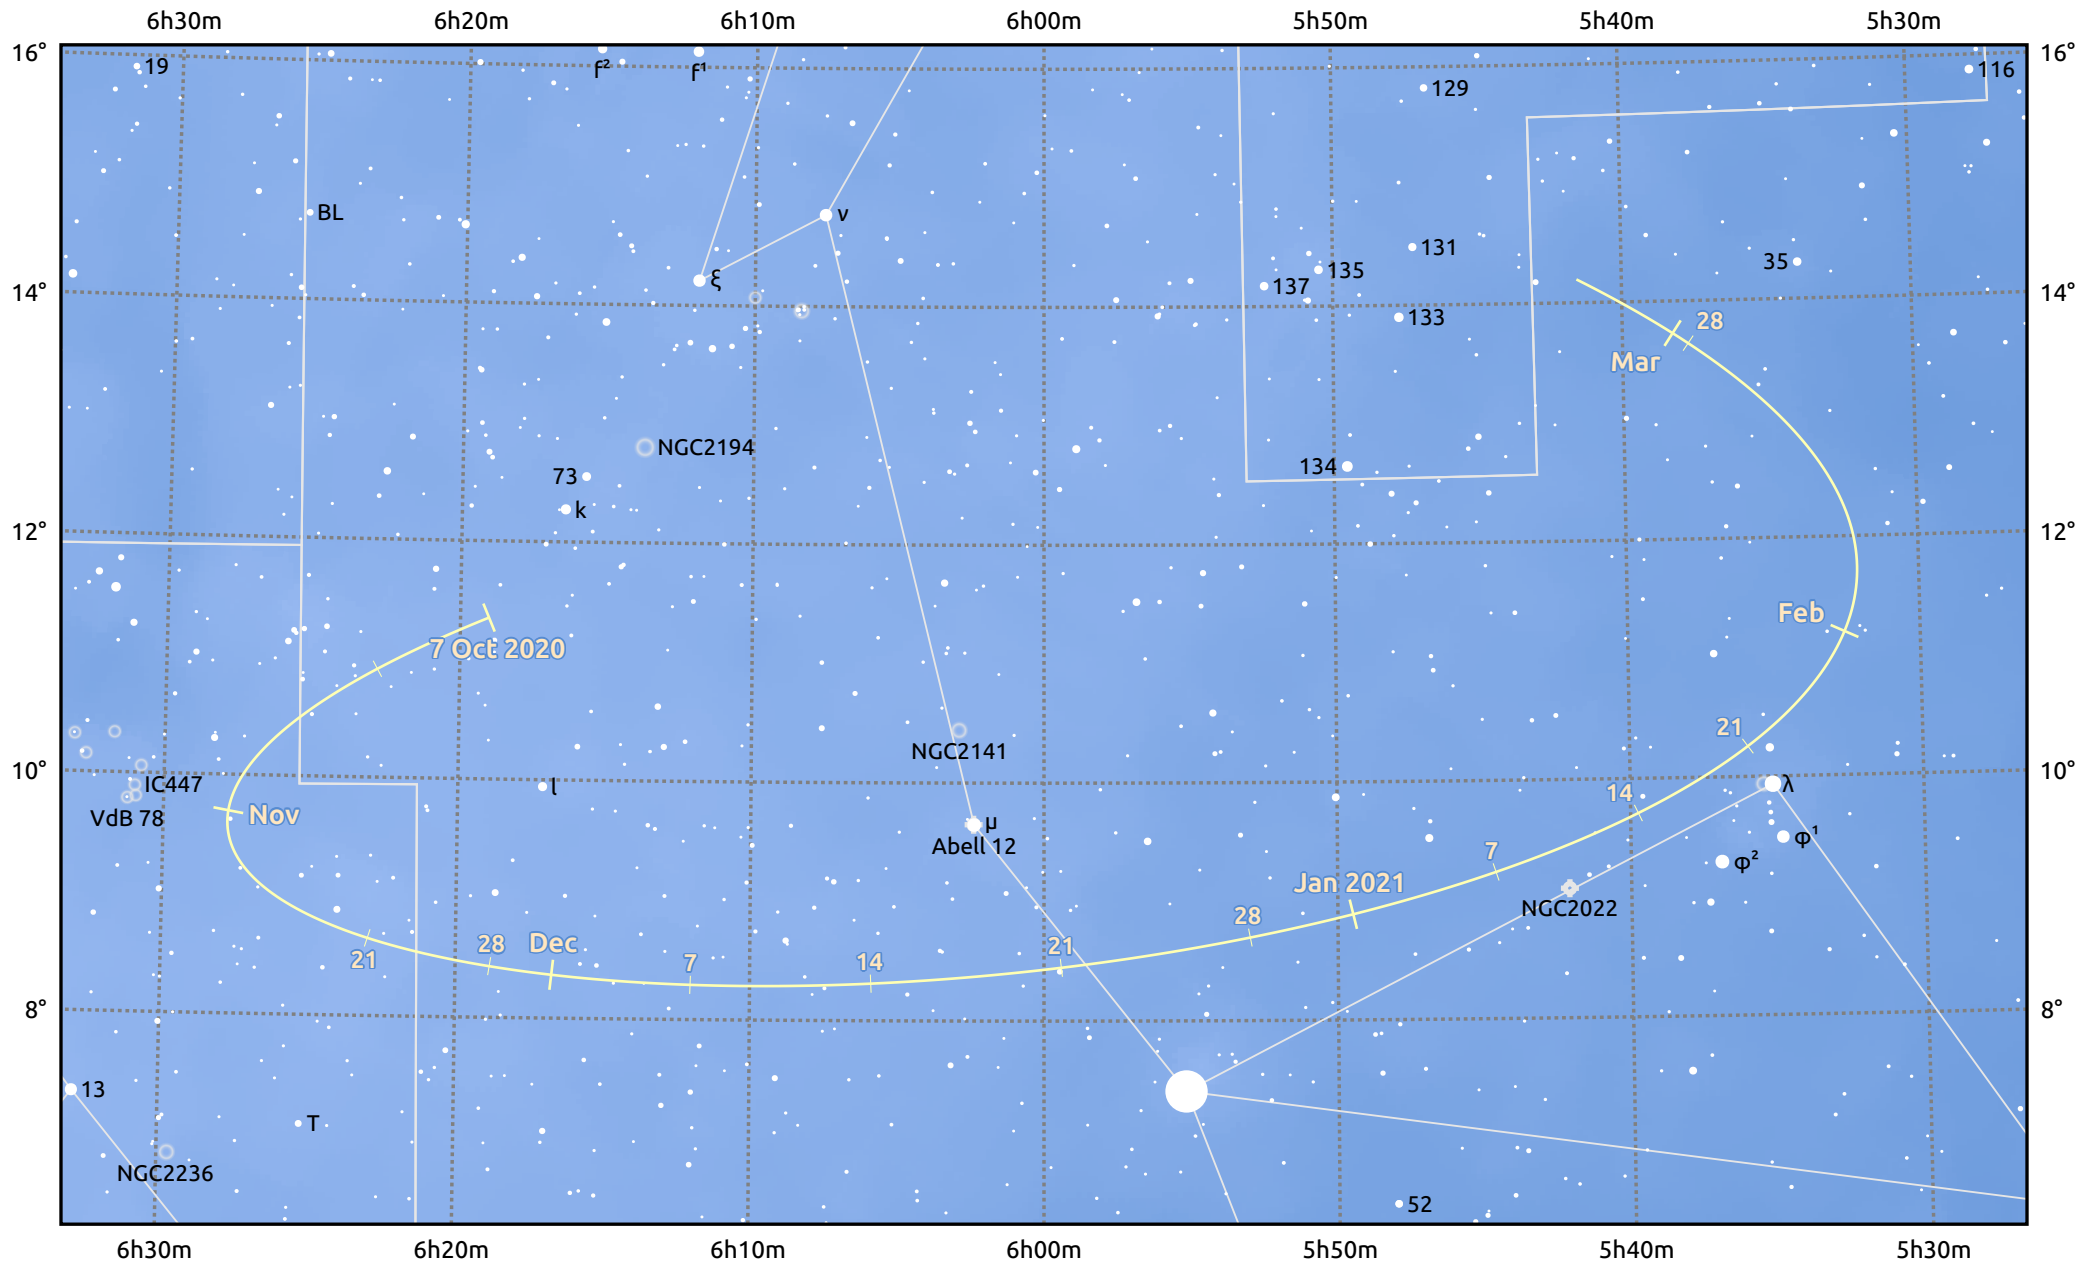 6h30m 6h20m 6h10m 6h00m 5h50m 5h40m 5h30m
16° 16°
19 f² f¹ 129 116
BL ν 131
ξ 137 135 35
14° 14°
133 28
Mar
NGC2194 134
73
k
12° 12°
Feb
7 Oct 2020
21
NGC2141
10° 10°
IC447 l 14 λ
VdB 78 Nov μ φ¹
Abell 12 7 φ²
Jan 2021
28 NGC2022
21 28 Dec 7 14 21
8° 8°
13
T
NGC2236 52
6h30m 6h20m 6h10m 6h00m 5h50m 5h40m 5h30m